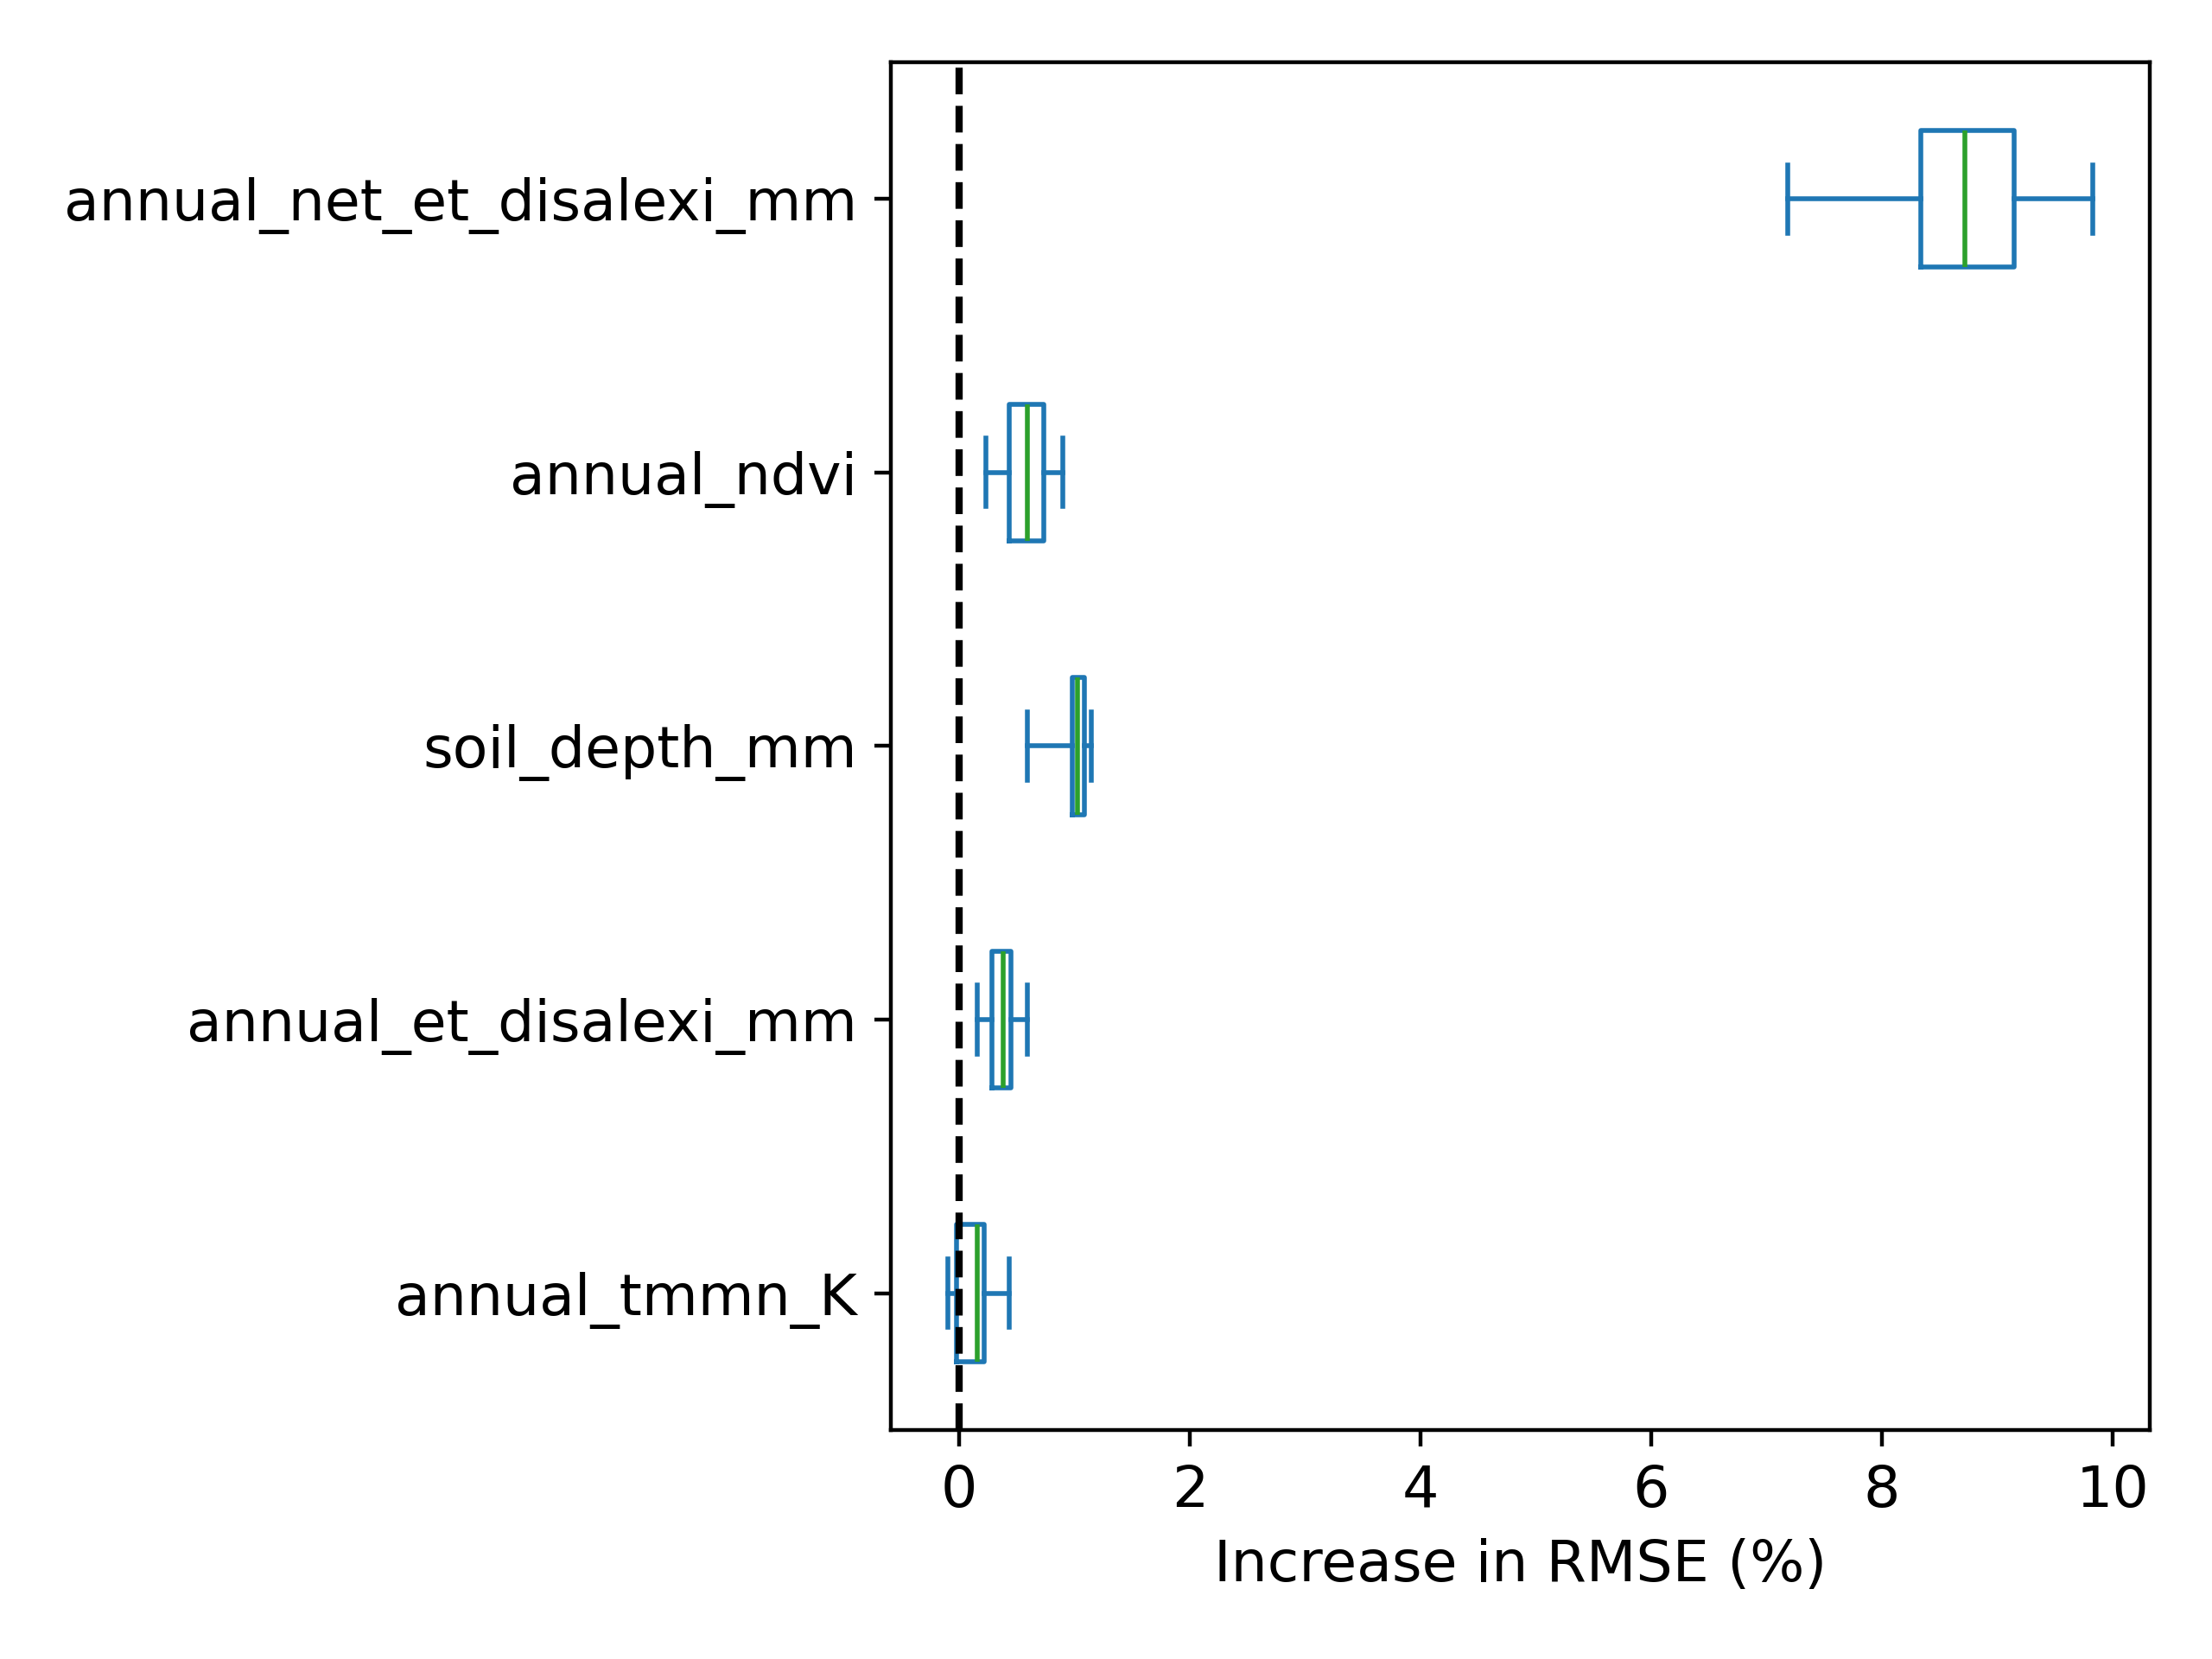 annual_net_et_disalexi_mm
annual_ndvi
soil_depth_mm
annual_et_disalexi_mm
annual_tmmn_K
0 2 4 6 8 10
Increase in RMSE (%)